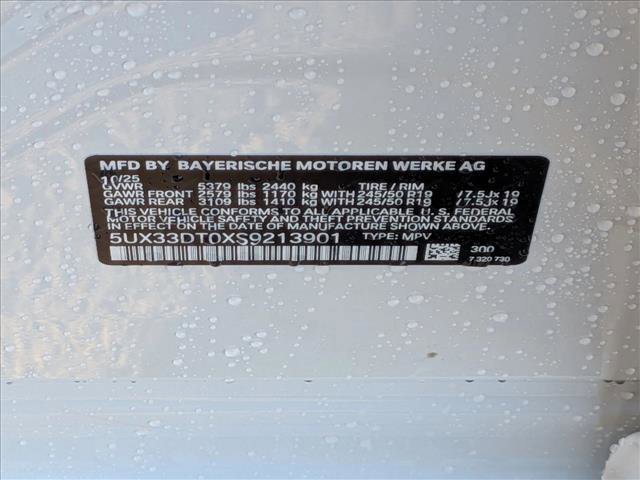 MFD BY BAYERISCHE MOTOREN WERKE AG
10/25
GVWR 5379 lbs 2440 kg TIRE / RIM
GAWR FRONT 2579 lbs 1170 kg WITH 245/50 R19 /7.5Jx 19
GAWR REAR 3109 lbs 1410 kg WITH 245/50 R19 /7.5Jx 19
THIS VEHICLE CONFORMS TO ALL APPLICABLE U. S. FEDERAL
MOTOR VEHICLE SAFETY AND THEFT PREVENTION STANDARDS
IN EFFECT ON THE DATE OF MANUFACTURE SHOWN ABOVE.
5UX33DT0XS9213901 TYPE: MPV
300
7 320 730